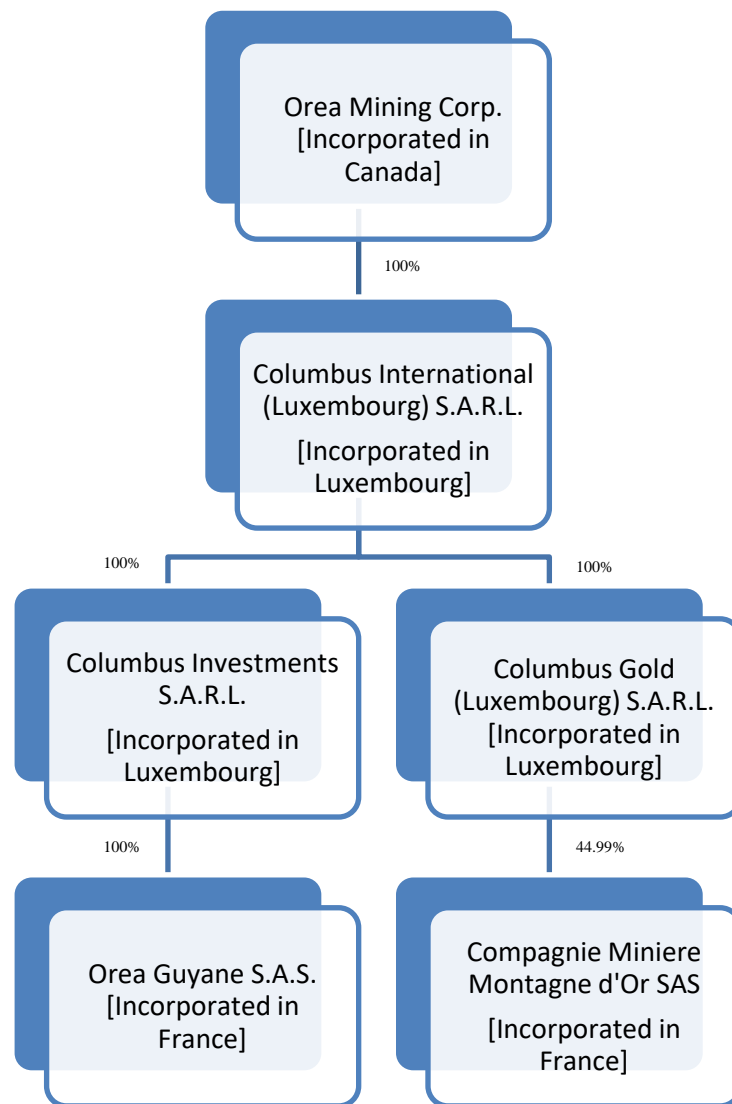 Orea Mining Corp.
[Incorporated in
Canada]
100%
Columbus International
(Luxembourg) S.A.R.L.
[Incorporated in
Luxembourg]
100%
100%
Columbus Investments
S.A.R.L.
[Incorporated in
Luxembourg]
Columbus Gold
(Luxembourg) S.A.R.L.
[Incorporated in
Luxembourg]
100%
44.99%
Orea Guyane S.A.S.
[Incorporated in
France]
Compagnie Miniere
Montagne d'Or SAS
[Incorporated in
France]